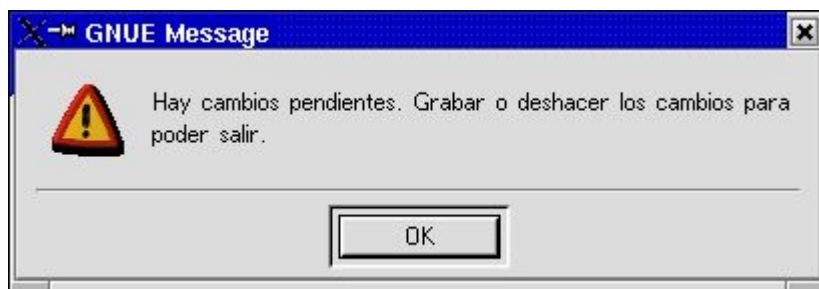 GNUE Message
Hay cambios pendientes. Grabar o deshacer los cambios para
poder salir.
OK